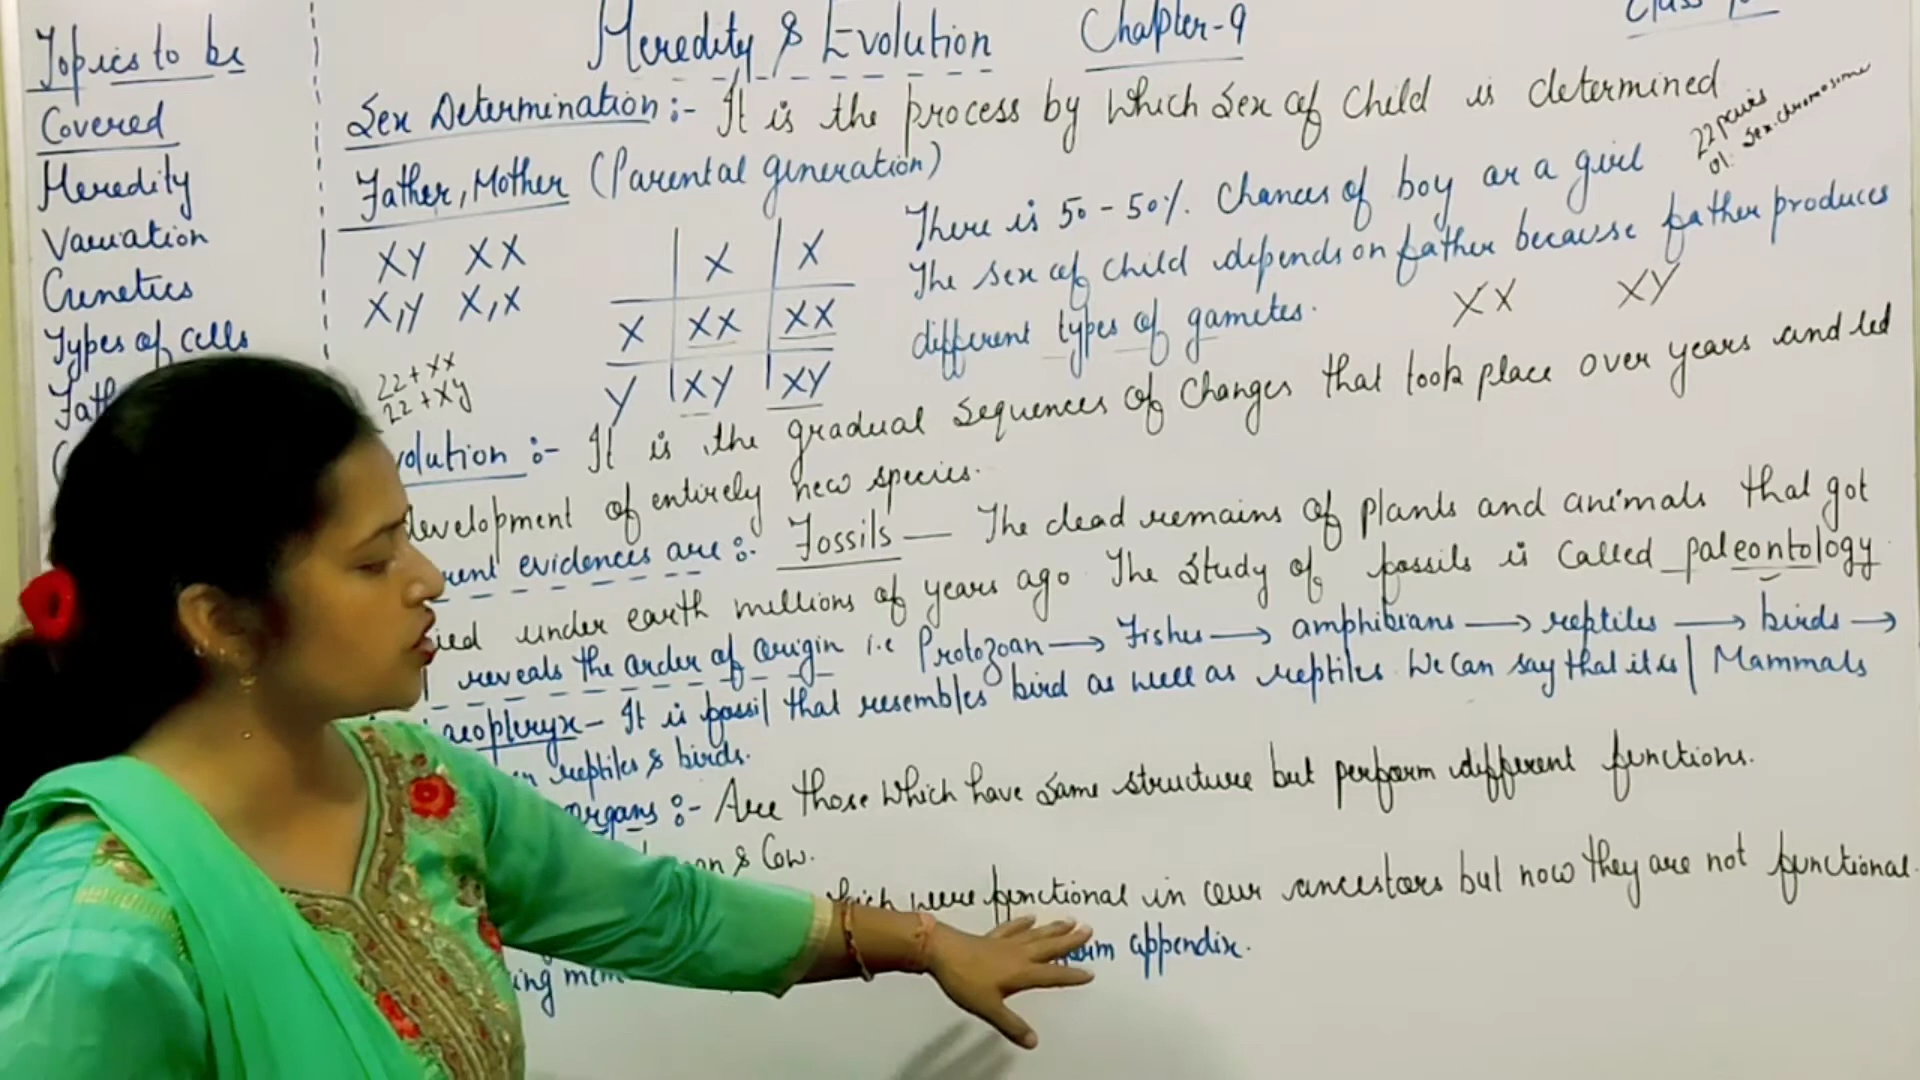 Topics to be
Covered
Heredity
Variation
Genetics
Types of cells
Heredity & Evolution Chapter-9
Sex Determination :- It is the process by which Sex of Child is determined
22 pairs
01: Sex chromosome
Father, Mother (Parental generation)
XY XX
X,Y X,X
22+XX
22+XY
X X
X XX XX
Y XY XY
There is 50-50% Chances of boy or a girl
The Sex of Child depends on father because father produces
different types of gametes.
XX XY
volution :- It is the gradual Sequences of Changes that took place over years and led
development of entirely new species.
evidences are :- Fossils — The dead remains of plants and animals that got
under earth millions of years ago. The Study of fossils is Called paleontology
reveals the order of origin i.e Protozoan → Fishes → amphibians → reptiles → birds →
Mammals
aeopteryx - It is fossil that resembles bird as well as reptiles. We Can say that it is
reptiles & birds.
organs :- Are those which have Same structure but perform different functions.
& Cow.
which were functional in our ancestors but now they are not functional.
appendix.